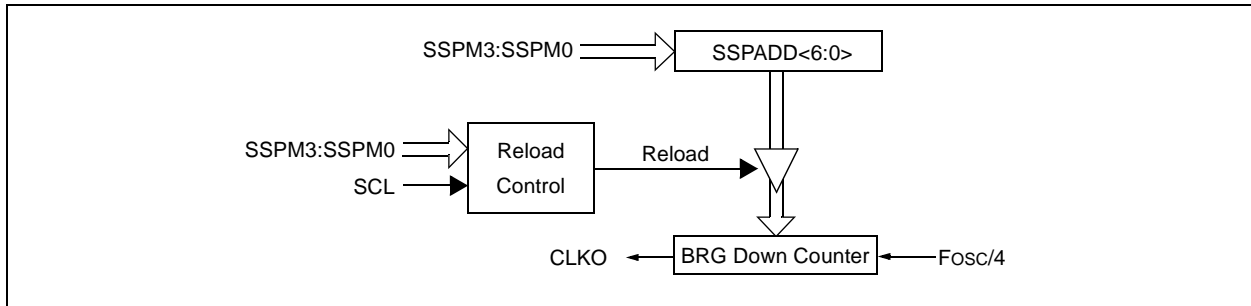 SSPM3:SSPM0
SSPADD<6:0>
SSPM3:SSPM0
SCL
Reload
Control
Reload
CLKO
BRG Down Counter
FOSC/4